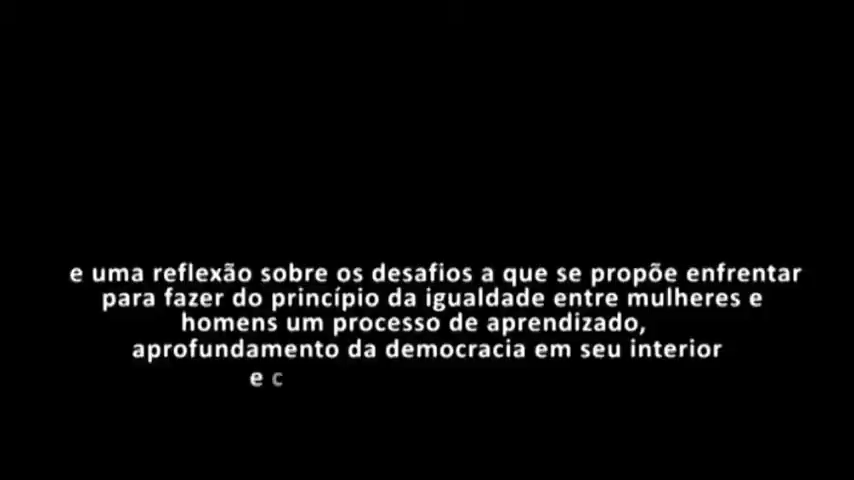 e uma reflexão sobre os desafios a que se propõe enfrentar
para fazer do princípio da igualdade entre mulheres e
homens um processo de aprendizado,
aprofundamento da democracia em seu interior
e c